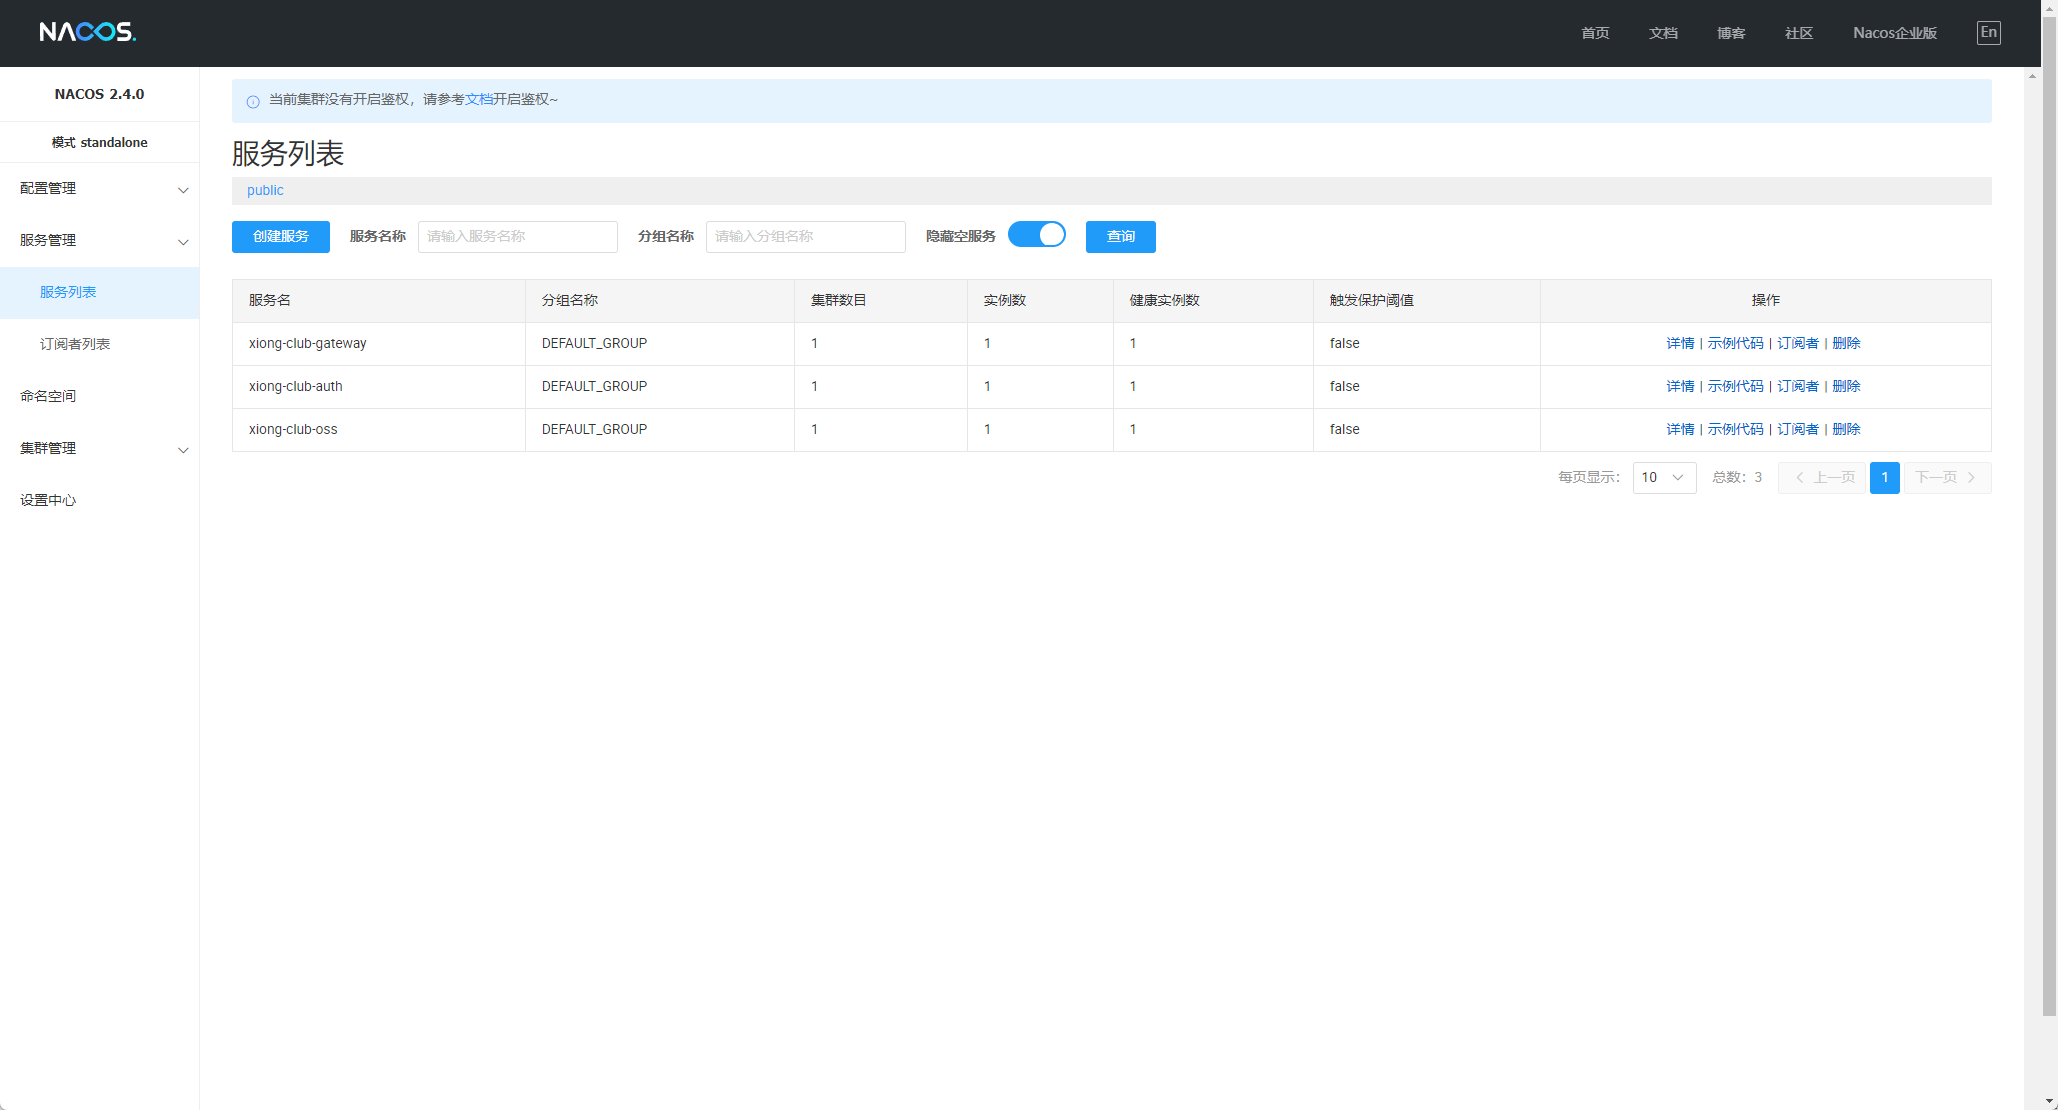 NACOS.
首页 文档 博客 社区 Nacos企业版 En
NACOS 2.4.0
模式 standalone
配置管理
服务管理
服务列表
订阅者列表
命名空间
集群管理
设置中心
当前集群没有开启鉴权，请参考文档开启鉴权~
服务列表
public
创建服务 服务名称 请输入服务名称 分组名称 请输入分组名称 隐藏空服务 查询
服务名 分组名称 集群数目 实例数 健康实例数 触发保护阈值 操作
xiong-club-gateway DEFAULT_GROUP 1 1 1 false 详情 | 示例代码 | 订阅者 | 删除
xiong-club-auth DEFAULT_GROUP 1 1 1 false 详情 | 示例代码 | 订阅者 | 删除
xiong-club-oss DEFAULT_GROUP 1 1 1 false 详情 | 示例代码 | 订阅者 | 删除
每页显示： 10 总数：3 上一页 1 下一页